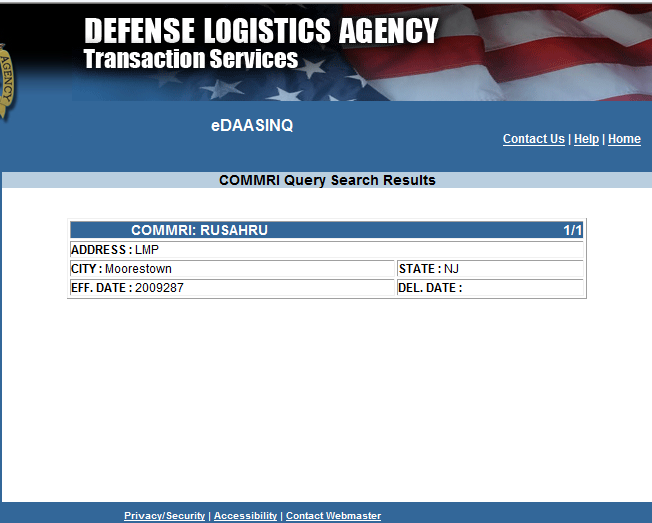 DEFENSE LOGISTICS AGENCY
Transaction Services
AGENCY
eDAASINQ
Contact Us | Help | Home
COMMRI Query Search Results
COMMRI: RUSAHRU 1/1
ADDRESS : LMP
CITY : Moorestown STATE : NJ
EFF. DATE : 2009287 DEL. DATE :
Privacy/Security | Accessibility | Contact Webmaster